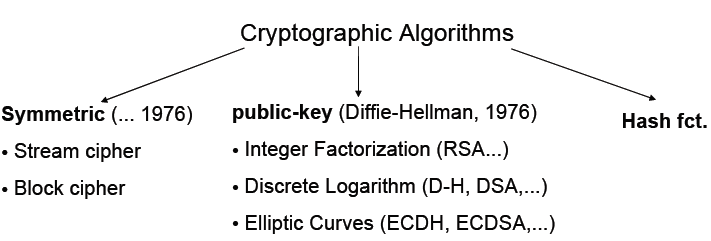 Cryptographic Algorithms
Symmetric (... 1976)
• Stream cipher
• Block cipher
public-key (Diffie-Hellman, 1976)
• Integer Factorization (RSA...)
• Discrete Logarithm (D-H, DSA,...)
• Elliptic Curves (ECDH, ECDSA,...)
Hash fct.